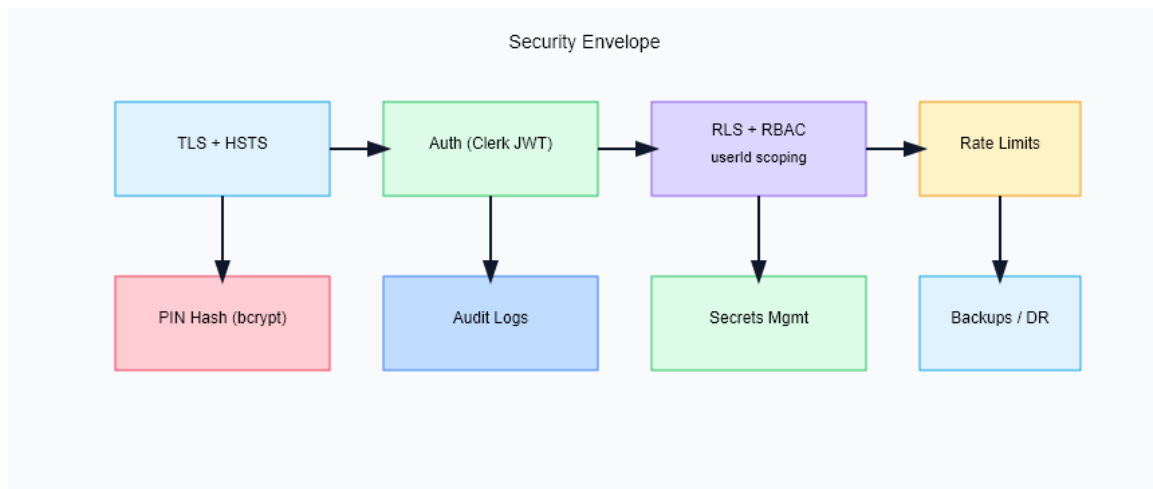 Security Envelope
TLS + HSTS
Auth (Clerk JWT)
RLS + RBAC
userId scoping
Rate Limits
PIN Hash (bcrypt)
Audit Logs
Secrets Mgmt
Backups / DR